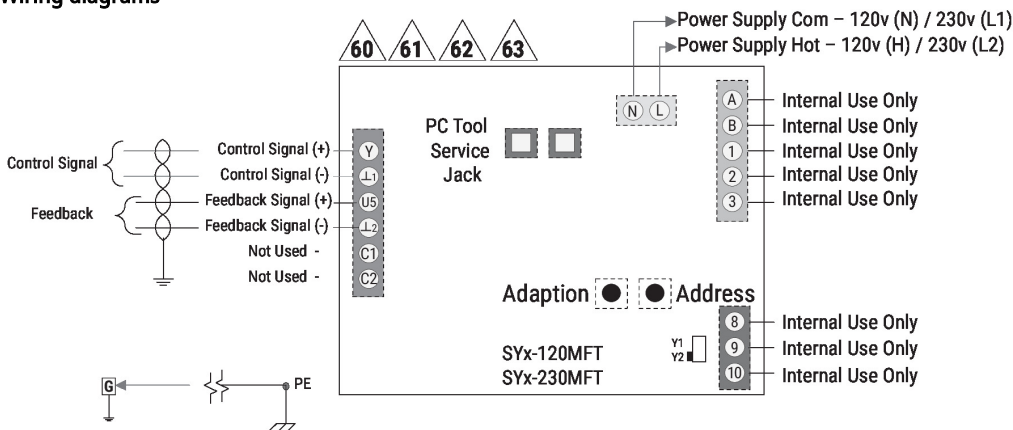 Wiring diagrams
Power Supply Com – 120v (N) / 230v (L1)
Power Supply Hot – 120v (H) / 230v (L2)
60 61 62 63
N L
PC Tool
Service
Jack
A Internal Use Only
B Internal Use Only
1 Internal Use Only
2 Internal Use Only
3 Internal Use Only
Control Signal
Feedback
Control Signal (+) Y
Control Signal (-) ⊥1
Feedback Signal (+) U5
Feedback Signal (-) ⊥2
Not Used - C1
Not Used - C2
Adaption Address
8 Internal Use Only
9 Internal Use Only
10 Internal Use Only
Y1
Y2
SYx-120MFT
SYx-230MFT
G PE